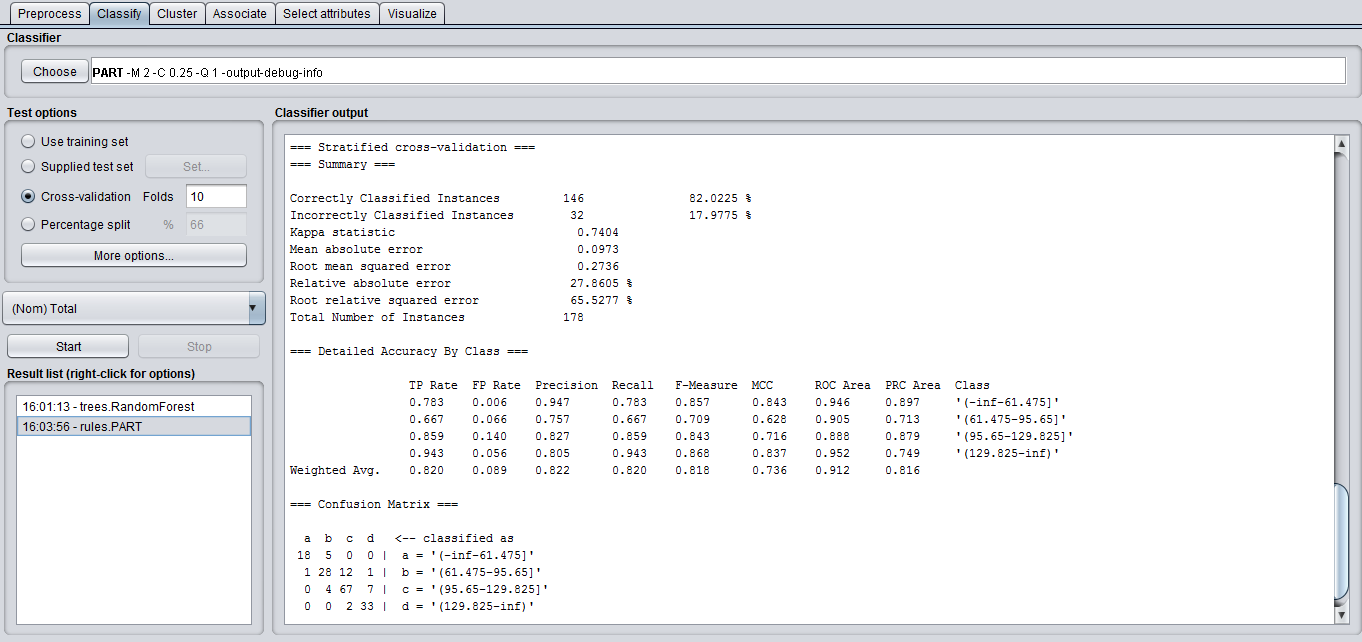 Preprocess Classify Cluster Associate Select attributes Visualize
Classifier
Choose PART -M 2 -C 0.25 -Q 1 -output-debug-info
Test options
Use training set
Supplied test set Set...
Cross-validation Folds 10
Percentage split % 66
More options...
(Nom) Total
Start Stop
Result list (right-click for options)
16:01:13 - trees.RandomForest
16:03:56 - rules.PART
Classifier output
=== Stratified cross-validation ===
=== Summary ===
Correctly Classified Instances 146 82.0225 %
Incorrectly Classified Instances 32 17.9775 %
Kappa statistic 0.7404
Mean absolute error 0.0973
Root mean squared error 0.2736
Relative absolute error 27.8605 %
Root relative squared error 65.5277 %
Total Number of Instances 178
=== Detailed Accuracy By Class ===
TP Rate FP Rate Precision Recall F-Measure MCC ROC Area PRC Area Class
0.783 0.006 0.947 0.783 0.857 0.843 0.946 0.897 '(-inf-61.475]'
0.667 0.066 0.757 0.667 0.709 0.628 0.905 0.713 '(61.475-95.65]'
0.859 0.140 0.827 0.859 0.843 0.716 0.888 0.879 '(95.65-129.825]'
0.943 0.056 0.805 0.943 0.868 0.837 0.952 0.749 '(129.825-inf)'
Weighted Avg. 0.820 0.089 0.822 0.820 0.818 0.736 0.912 0.816
=== Confusion Matrix ===
a b c d <-- classified as
18 5 0 0 | a = '(-inf-61.475]'
1 28 12 1 | b = '(61.475-95.65]'
0 4 67 7 | c = '(95.65-129.825]'
0 0 2 33 | d = '(129.825-inf)'